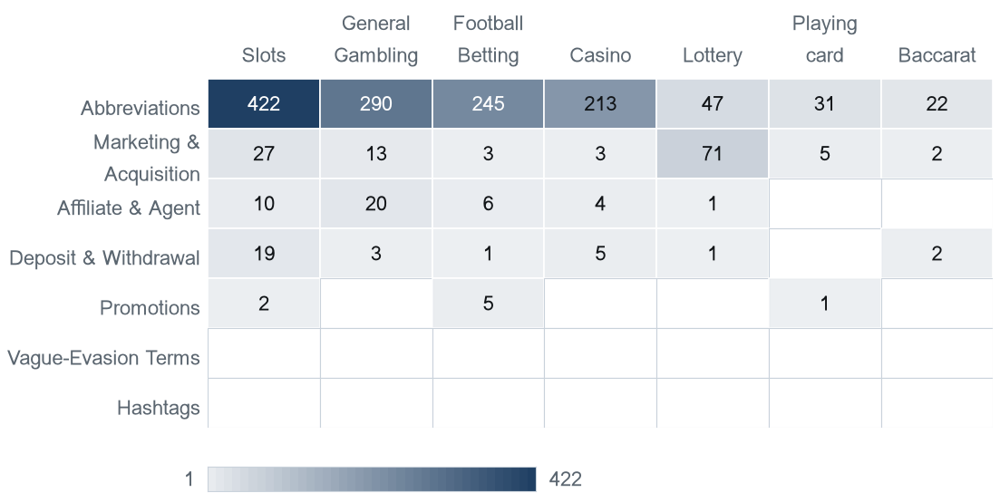 General Football Playing
Slots Gambling Betting Casino Lottery card Baccarat
Abbreviations 422 290 245 213 47 31 22
Marketing &
Acquisition 27 13 3 3 71 5 2
Affiliate & Agent 10 20 6 4 1
Deposit & Withdrawal 19 3 1 5 1 2
Promotions 2 5 1
Vague-Evasion Terms
Hashtags
1 422